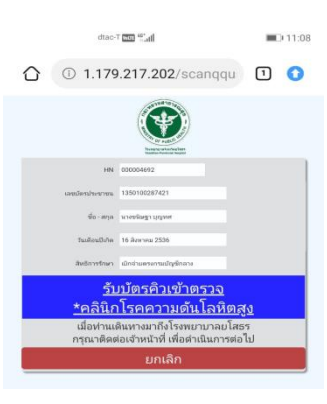 dtac-T 11:08
1.179.217.202/scanqqu 1
HN 000004692
เลขบัตรประชาชน 1350100287421
ชื่อ - สกุล
วันเดือนปีเกิด 16 สิงหาคม 2536
สิทธิการรักษา เบิกจ่ายตรงกรมบัญชีกลาง
รับบัตรคิวเข้าตรวจ
*คลินิกโรคความดันโลหิตสูง
เมื่อท่านเดินทางมาถึงโรงพยาบาลยโสธร
กรุณาติดต่อเจ้าหน้าที่ เพื่อดำเนินการต่อไป
ยกเลิก